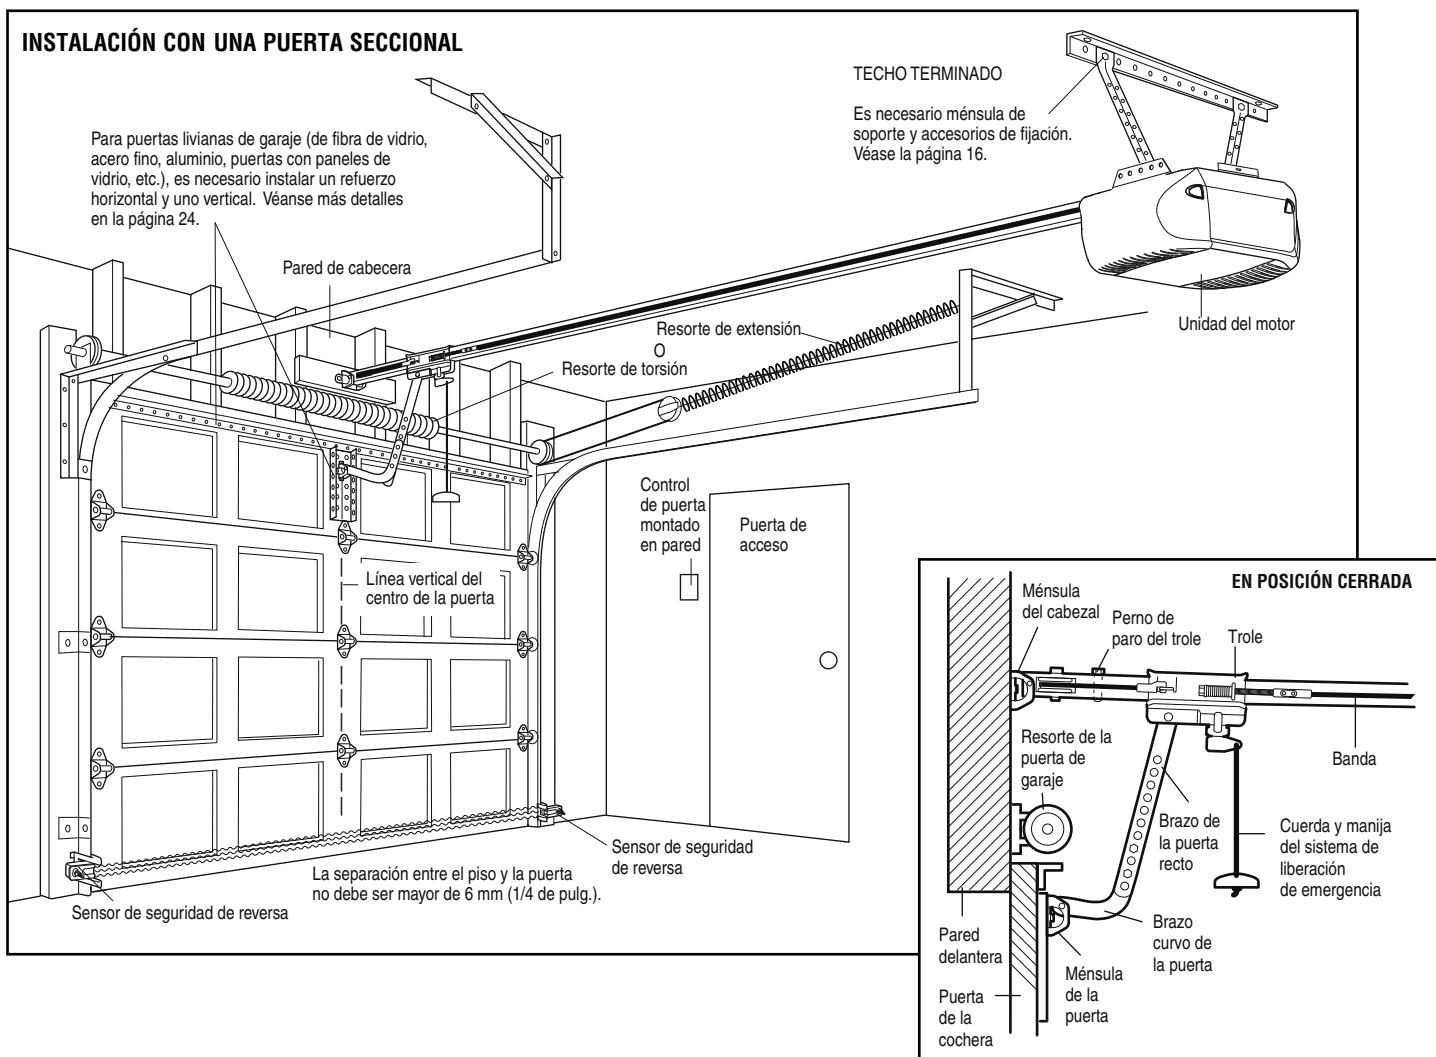 INSTALACIÓN CON UNA PUERTA SECCIONAL
TECHO TERMINADO
Es necesario ménsula de
soporte y accesorios de fijación.
Véase la página 16.
Para puertas livianas de garaje (de fibra de vidrio,
acero fino, aluminio, puertas con paneles de
vidrio, etc.), es necesario instalar un refuerzo
horizontal y uno vertical. Véanse más detalles
en la página 24.
Pared de cabecera
Unidad del motor
Resorte de extensión
O
Resorte de torsión
Control
de puerta
montado
en pared
Puerta de
acceso
Línea vertical del
centro de la puerta
Sensor de seguridad
de reversa
La separación entre el piso y la puerta
no debe ser mayor de 6 mm (1/4 de pulg.).
Sensor de seguridad de reversa
EN POSICIÓN CERRADA
Ménsula
del cabezal
Perno de
paro del trole
Trole
Resorte de la
puerta de
garaje
Banda
Brazo de
la puerta
recto
Cuerda y manija
del sistema de
liberación
de emergencia
Pared
delantera
Brazo
curvo de
la puerta
Ménsula
de la
puerta
Puerta
de la
cochera